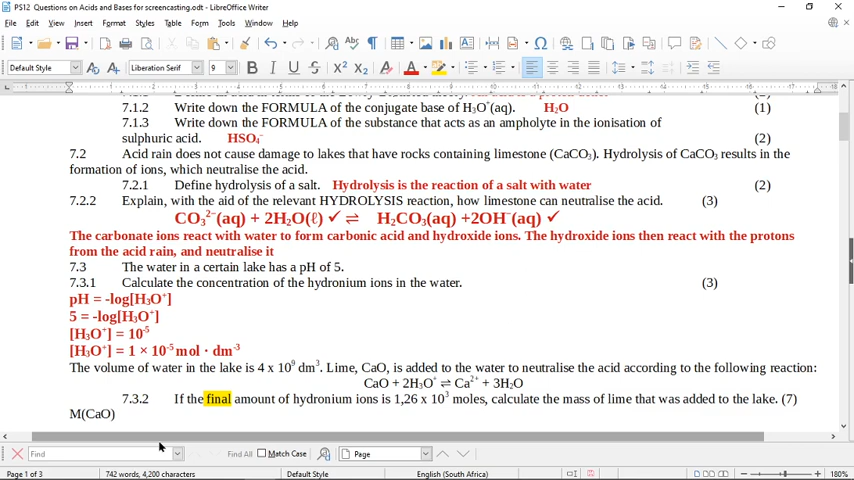 PS12 Questions on Acids and Bases for screencasting.odt - LibreOffice Writer
File Edit View Insert Format Styles Table Form Tools Window Help
Default Style Liberation Serif 9
7.1.2 Write down the FORMULA of the conjugate base of H₃O⁺(aq). H₂O (1)
7.1.3 Write down the FORMULA of the substance that acts as an ampholyte in the ionisation of
sulphuric acid. HSO₄⁻ (2)
7.2 Acid rain does not cause damage to lakes that have rocks containing limestone (CaCO₃). Hydrolysis of CaCO₃ results in the
formation of ions, which neutralise the acid.
7.2.1 Define hydrolysis of a salt. Hydrolysis is the reaction of a salt with water (2)
7.2.2 Explain, with the aid of the relevant HYDROLYSIS reaction, how limestone can neutralise the acid. (3)
CO₃²⁻(aq) + 2H₂O(ℓ) ✓ ⇌ H₂CO₃(aq) +2OH⁻(aq) ✓
The carbonate ions react with water to form carbonic acid and hydroxide ions. The hydroxide ions then react with the protons
from the acid rain, and neutralise it
7.3 The water in a certain lake has a pH of 5.
7.3.1 Calculate the concentration of the hydronium ions in the water. (3)
pH = -log[H₃O⁺]
5 = -log[H₃O⁺]
[H₃O⁺] = 10⁻⁵
[H₃O⁺] = 1 × 10⁻⁵ mol · dm⁻³
The volume of water in the lake is 4 x 10⁹ dm³. Lime, CaO, is added to the water to neutralise the acid according to the following reaction:
CaO + 2H₃O⁺ ⇌ Ca²⁺ + 3H₂O
7.3.2 If the final amount of hydronium ions is 1,26 x 10³ moles, calculate the mass of lime that was added to the lake. (7)
M(CaO)
Find Find All Match Case Page
Page 1 of 3 742 words, 4,200 characters Default Style English (South Africa) 180%